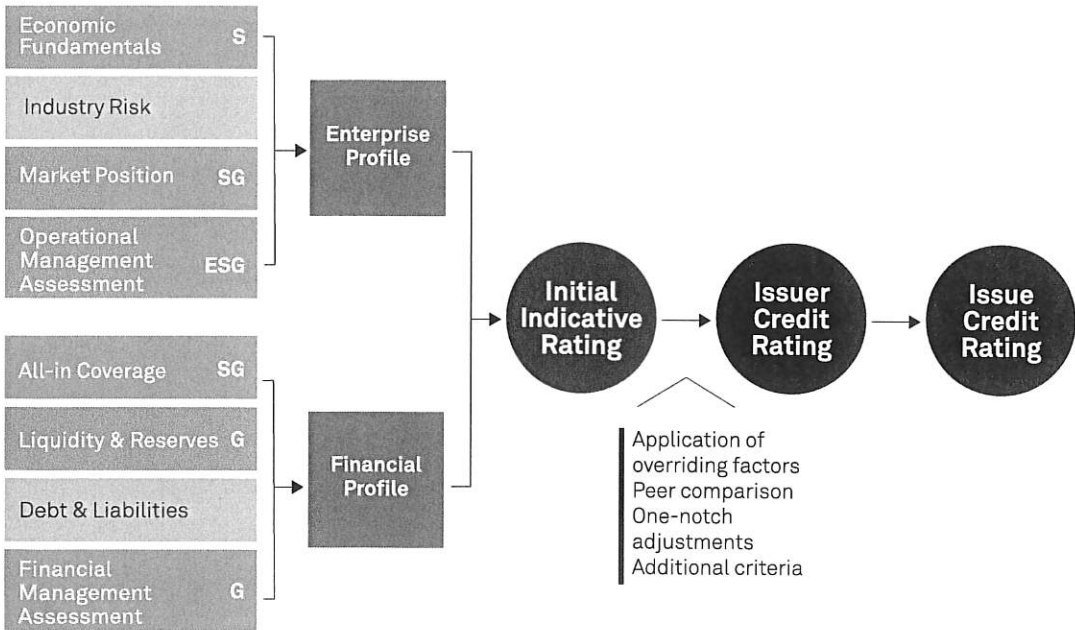 Economic
Fundamentals S
Industry Risk
Market Position SG
Operational
Management
Assessment ESG
Enterprise
Profile
All-in Coverage SG
Liquidity & Reserves G
Debt & Liabilities
Financial
Management
Assessment G
Financial
Profile
Initial
Indicative
Rating
Issuer
Credit
Rating
Issue
Credit
Rating
Application of
overriding factors
Peer comparison
One-notch
adjustments
Additional criteria